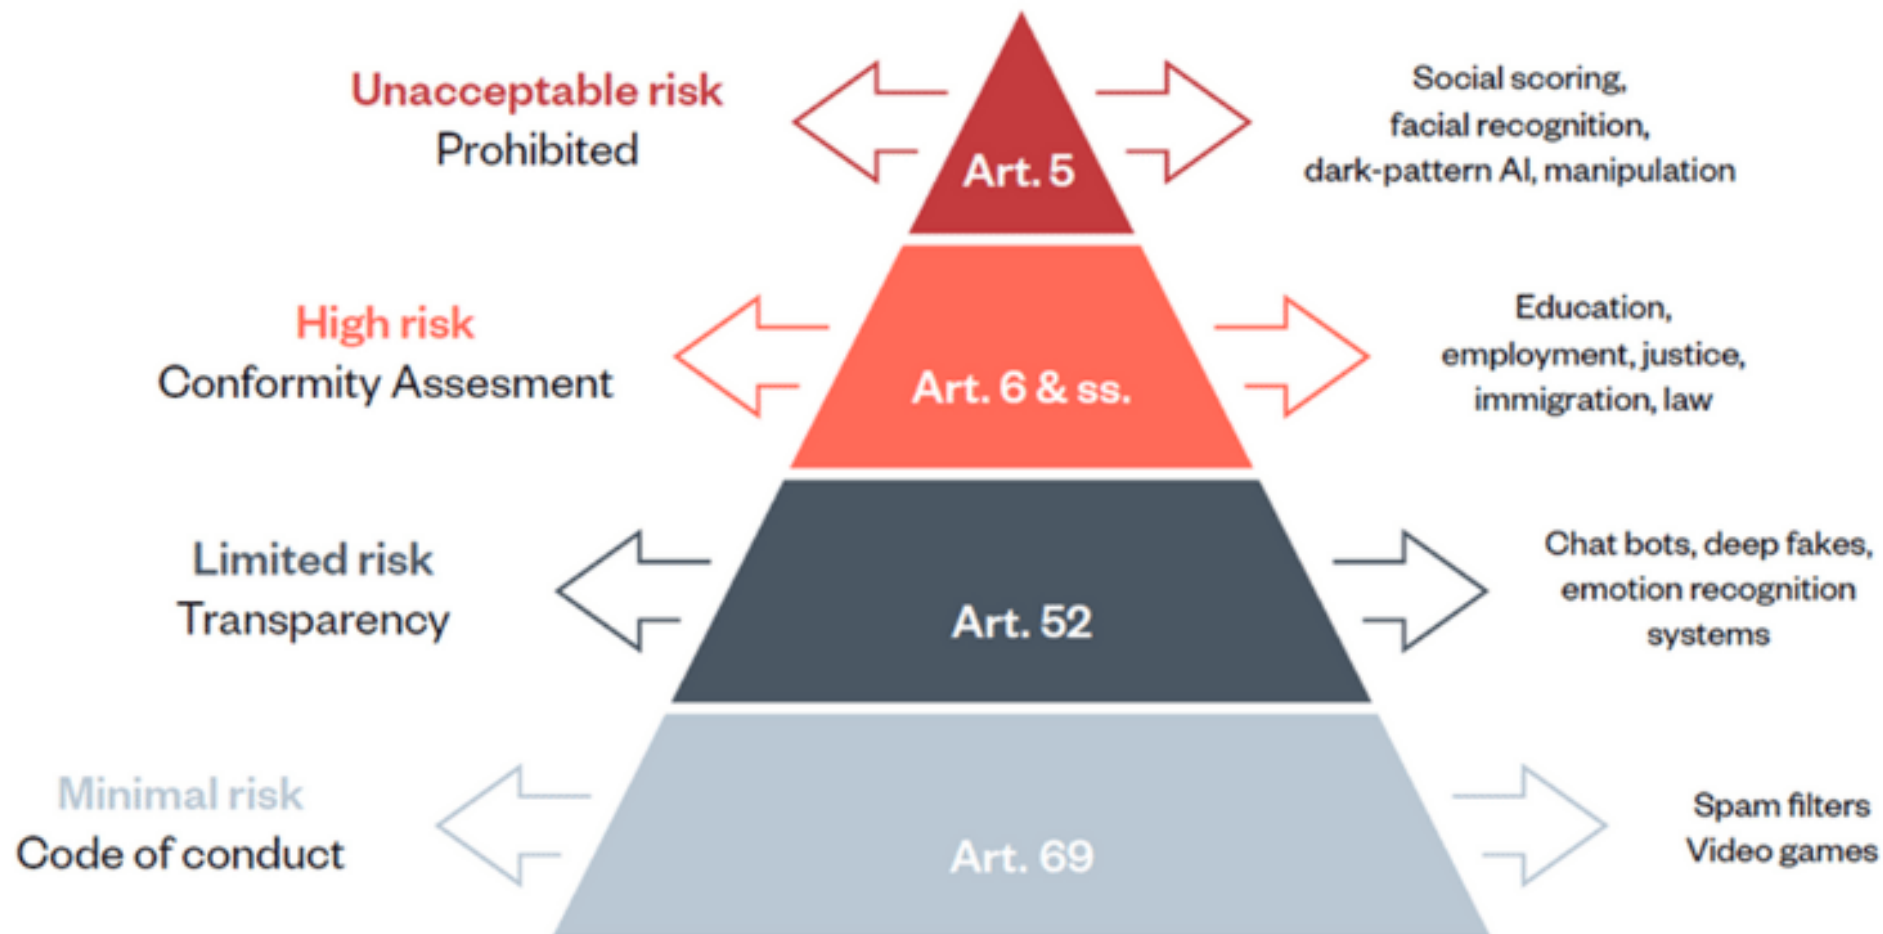 Unacceptable risk
Prohibited
Art. 5
Social scoring,
facial recognition,
dark-pattern AI, manipulation
High risk
Conformity Assesment
Art. 6 & ss.
Education,
employment, justice,
immigration, law
Limited risk
Transparency
Art. 52
Chat bots, deep fakes,
emotion recognition
systems
Minimal risk
Code of conduct
Art. 69
Spam filters
Video games